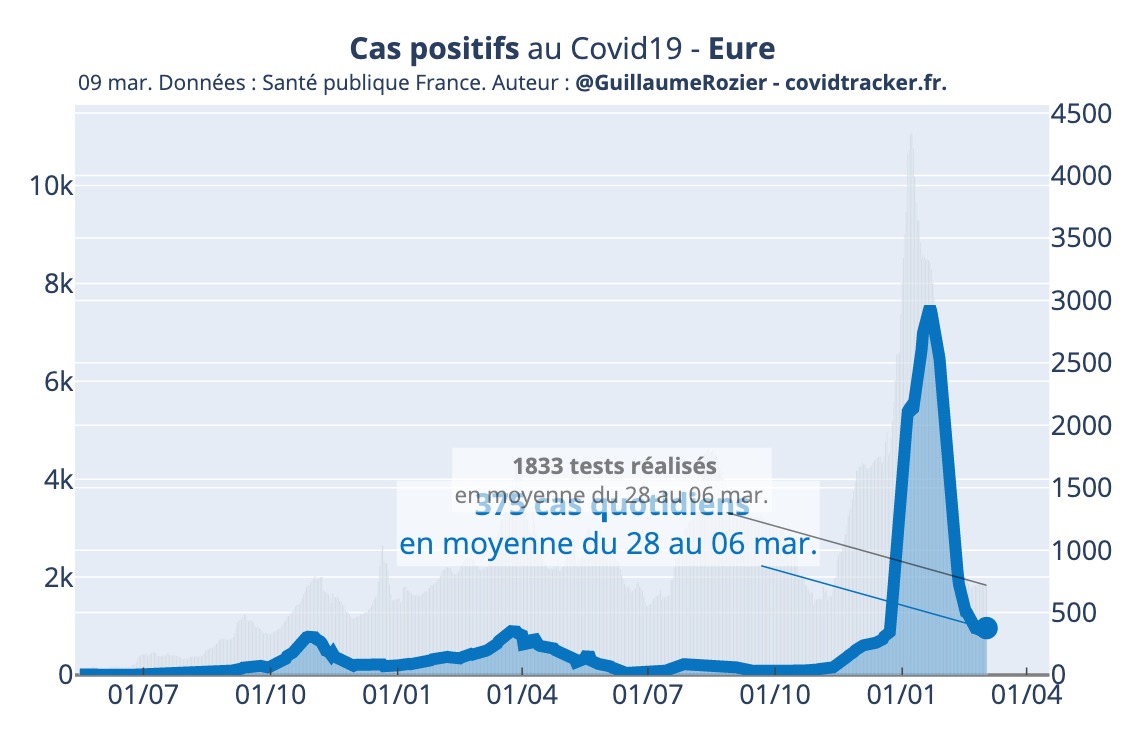 Cas positifs au Covid19 - Eure
09 mar. Données : Santé publique France. Auteur : @GuillaumeRozier - covidtracker.fr.
4500
10k
4000
3500
8k
3000
6k
2500
2000
1833 tests réalisés
en moyenne du 28 au 06 mar.
4k
1500
375 cas quotidiens
en moyenne du 28 au 06 mar.
1000
2k
500
0
0
01/07
01/10
01/01
01/04
01/07
01/10
01/01
01/04